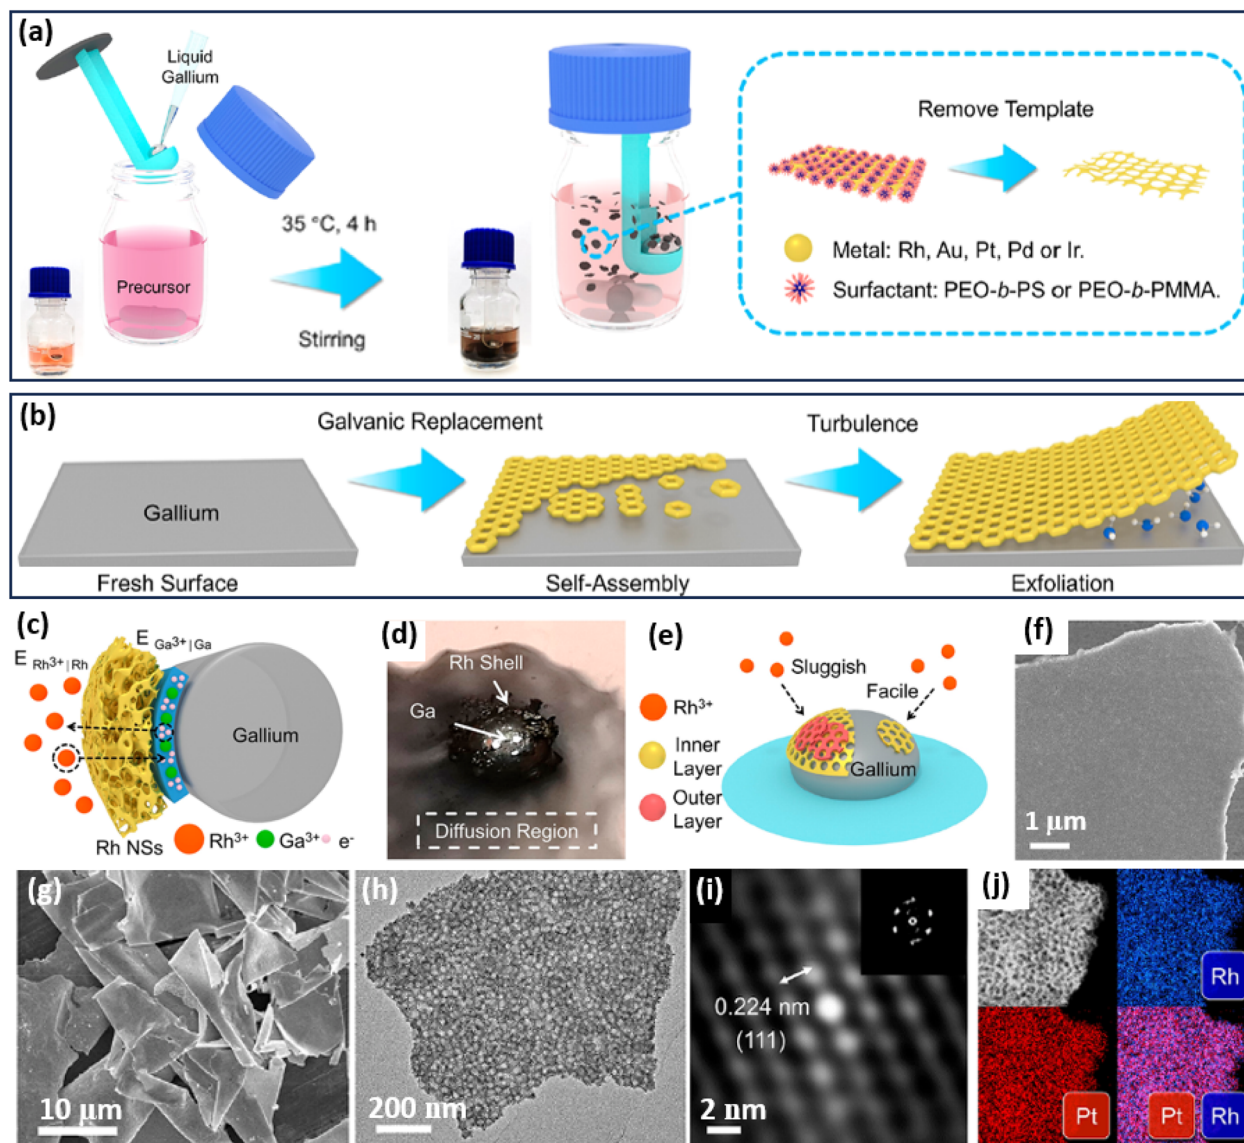 (a)
Liquid
Gallium
Precursor
35 °C, 4 h
Stirring
Remove Template
Metal: Rh, Au, Pt, Pd or Ir.
Surfactant: PEO-b-PS or PEO-b-PMMA.
(b)
Galvanic Replacement
Turbulence
Gallium
Fresh Surface
Self-Assembly
Exfoliation
(c)
E Ga³⁺|Ga
E Rh³⁺|Rh
Gallium
Rh NSs
Rh³⁺
Ga³⁺
e⁻
(d)
Rh Shell
Ga
Diffusion Region
(e)
Sluggish
Facile
Rh³⁺
Inner
Layer
Gallium
Outer
Layer
(f)
1 μm
(g)
10 μm
(h)
200 nm
(i)
0.224 nm
(111)
2 nm
(j)
Rh
Pt
Pt
Rh